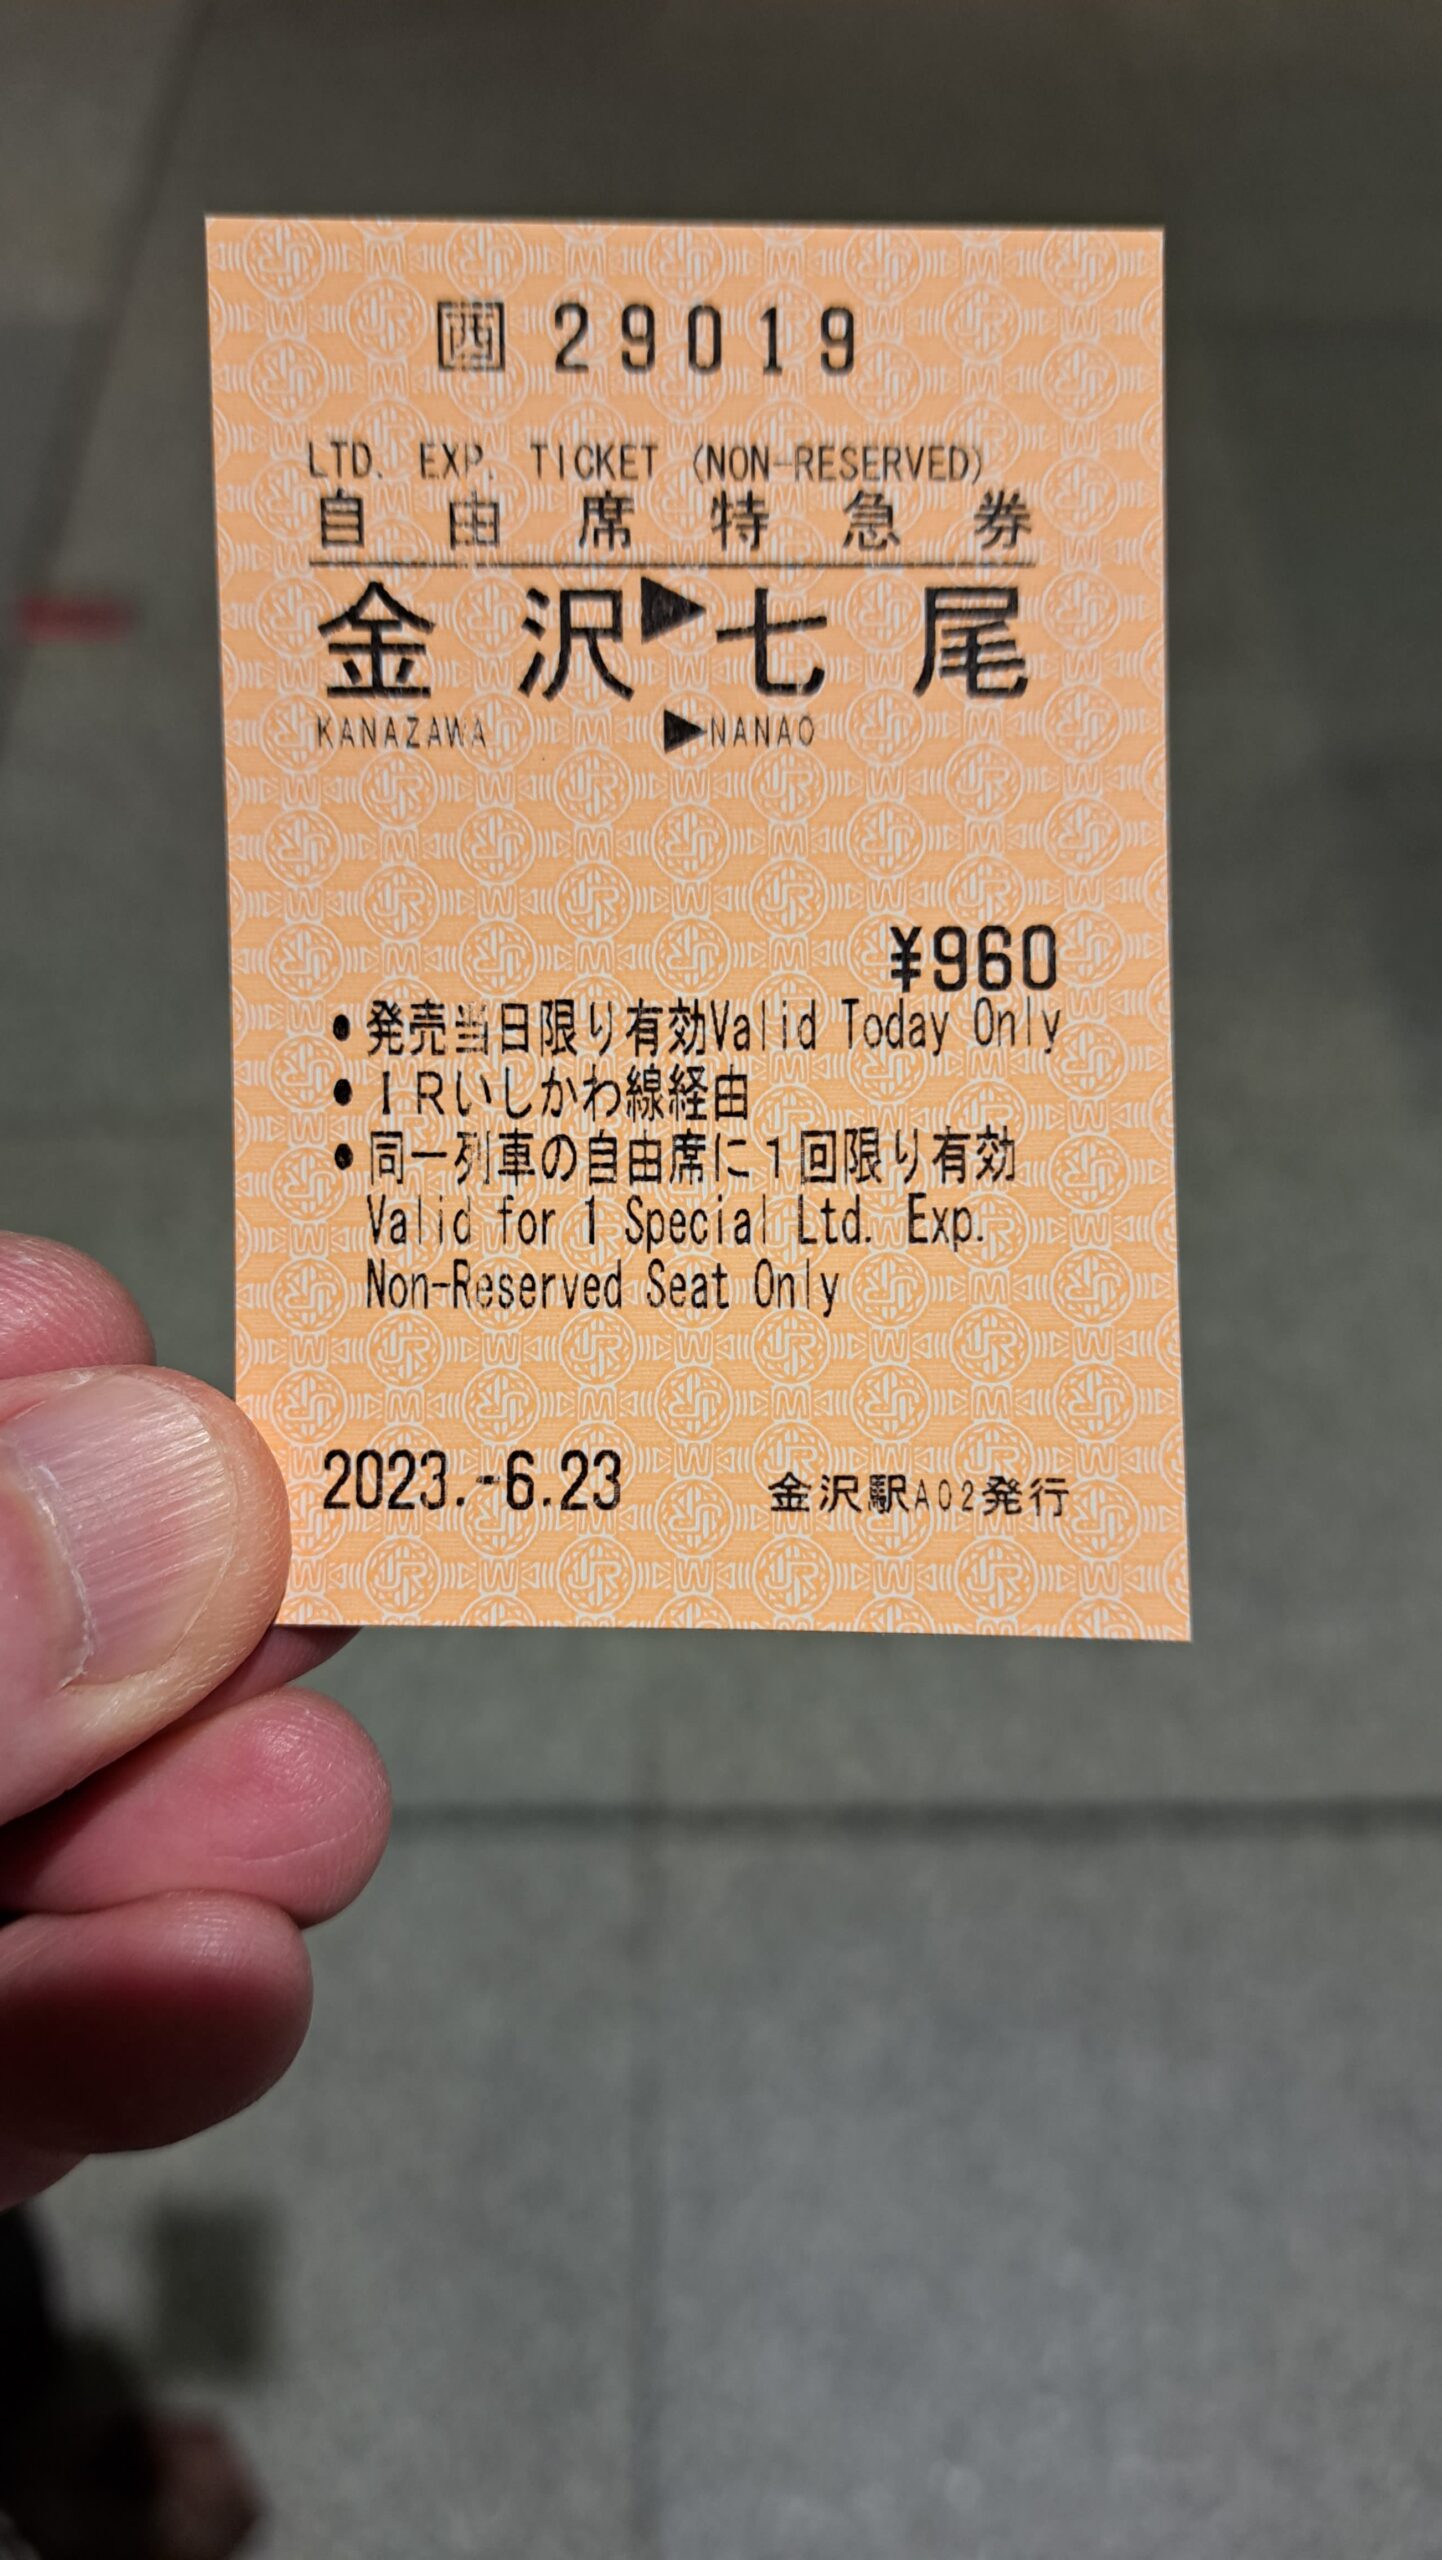 西 29019
LTD. EXP. TICKET (NON-RESERVED)
自由席特急券
金沢▶七尾
KANAZAWA ▶NANAO
¥960
●発売当日限り有効Valid Today Only
●IRいしかわ線経由
●同一列車の自由席に1回限り有効
Valid for 1 Special Ltd. Exp.
Non-Reserved Seat Only
2023.-6.23 金沢駅A02発行